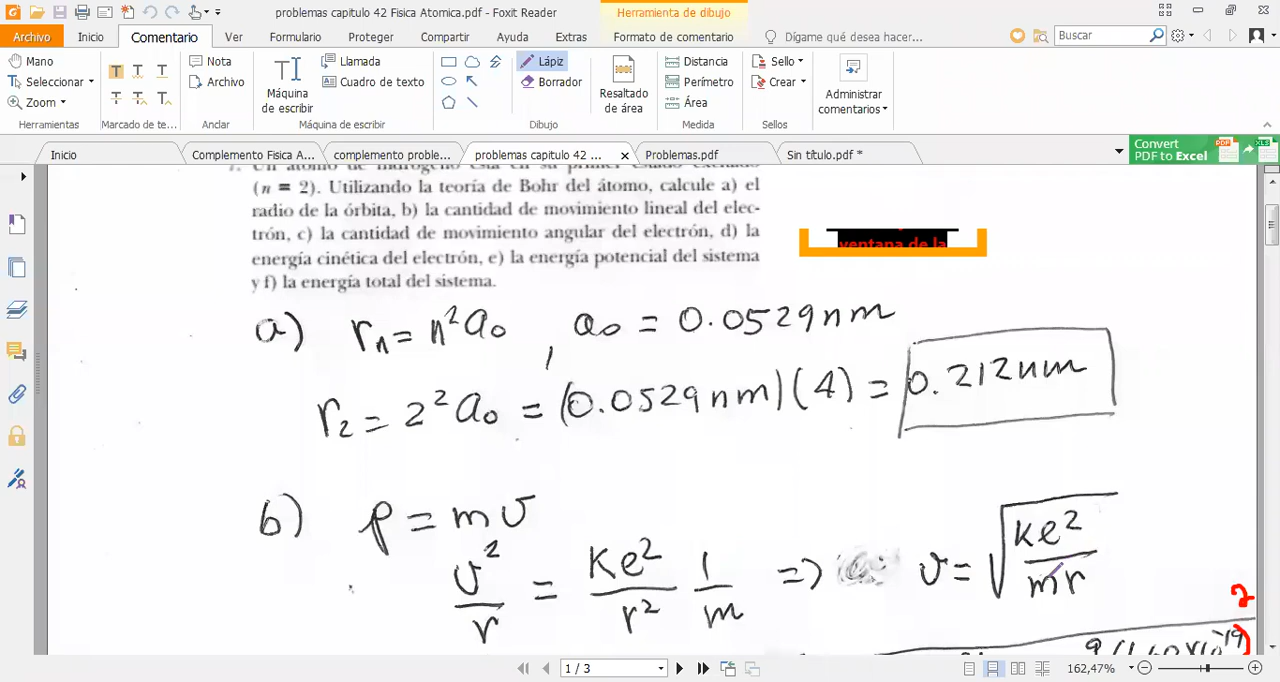 problemas capitulo 42 Fisica Atomica.pdf - Foxit Reader
Herramienta de dibujo
Archivo Inicio Comentario Ver Formulario Proteger Compartir Ayuda Extras Formato de comentario Dígame qué desea hacer... Buscar
Mano
Seleccionar
Zoom
Herramientas
T T T
T T T
Marcado de te...
Nota
Archivo
Anclar
Máquina
de escribir
Llamada
Cuadro de texto
Máquina de escribir
Lápiz
Borrador
Dibujo
Resaltado
de área
Distancia
Perímetro
Área
Medida
Sello
Crear
Sellos
Administrar
comentarios
Comentarios
Inicio Complemento Fisica A... complemento proble... problemas capitulo 42 ... Problemas.pdf Sin título.pdf *
Convert
PDF to Excel
(n = 2). Utilizando la teoría de Bohr del átomo, calcule a) el
radio de la órbita, b) la cantidad de movimiento lineal del elec-
trón, c) la cantidad de movimiento angular del electrón, d) la
energía cinética del electrón, e) la energía potencial del sistema
y f) la energía total del sistema.
ventana de la
a) rn = n²a0 , a0 = 0.0529nm
r2 = 2²a0 = (0.0529nm)(4) = 0.212nm
b) p = mv
v²/r = ke²/r² 1/m => v = √ke²/mr
2
1 / 3
162,47%